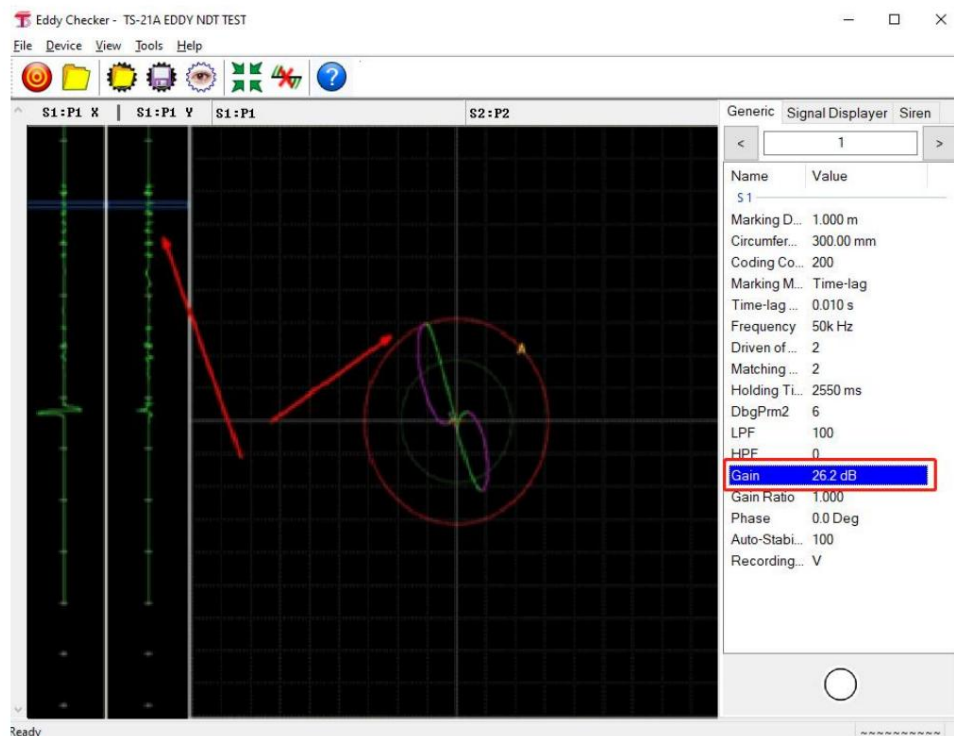 Eddy Checker - TS-21A EDDY NDT TEST
File Device View Tools Help
S1:P1 X S1:P1 Y S1:P1 S2:P2
A
Generic Signal Displayer Siren
< 1 >
Name Value
S 1
Marking D... 1.000 m
Circumfer... 300.00 mm
Coding Co... 200
Marking M... Time-lag
Time-lag ... 0.010 s
Frequency 50k Hz
Driven of ... 2
Matching ... 2
Holding Ti... 2550 ms
DbgPrm2 6
LPF 100
HPF 0
Gain 26.2 dB
Gain Ratio 1.000
Phase 0.0 Deg
Auto-Stabi... 100
Recording... V
Ready ~~~~~~~~~~